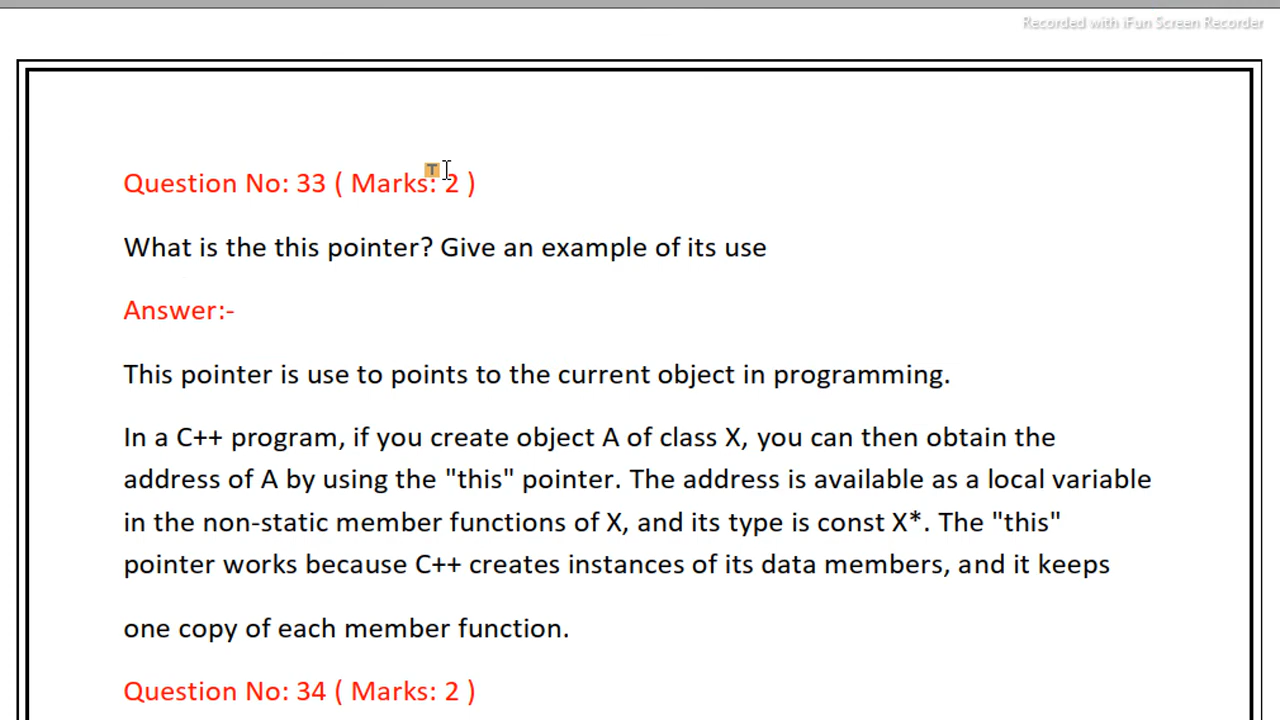 Recorded with iFun Screen Recorder
Question No: 33 ( Marks: 2 )
What is the this pointer? Give an example of its use
Answer:-
This pointer is use to points to the current object in programming.
In a C++ program, if you create object A of class X, you can then obtain the
address of A by using the "this" pointer. The address is available as a local variable
in the non-static member functions of X, and its type is const X*. The "this"
pointer works because C++ creates instances of its data members, and it keeps
one copy of each member function.
Question No: 34 ( Marks: 2 )